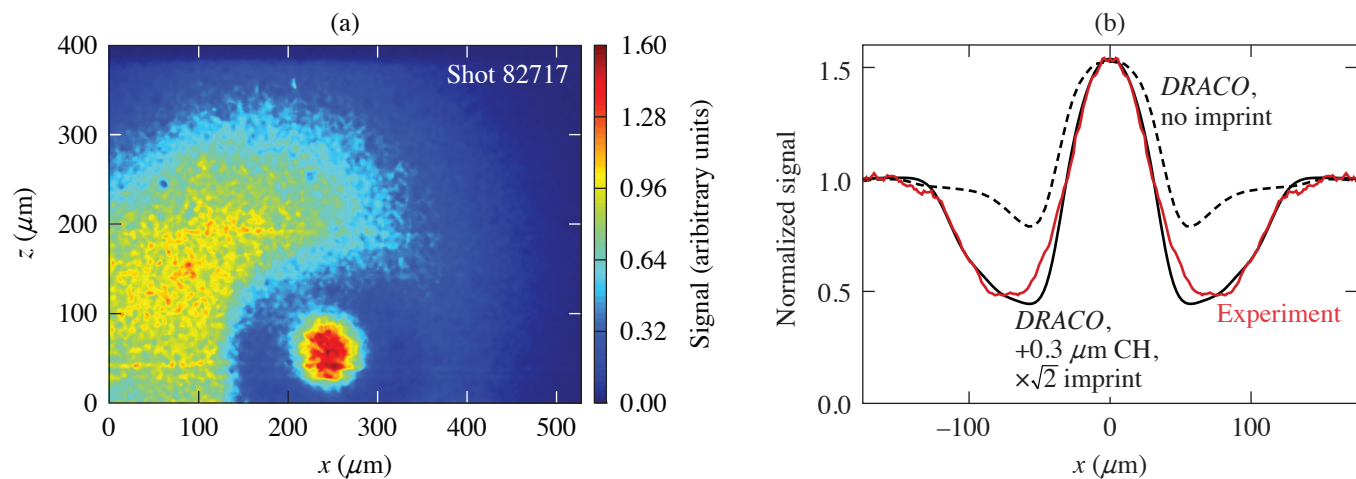 (a)
400
300
200
100
0
z (μm)
0
100
200
300
400
500
x (μm)
Shot 82717
1.60
1.28
0.96
0.64
0.32
0.00
Signal (aribitrary units)
(b)
1.5
1.0
0.5
0.0
Normalized signal
–100
0
100
x (μm)
DRACO,
no imprint
DRACO,
+0.3 μm CH,
×√2 imprint
Experiment